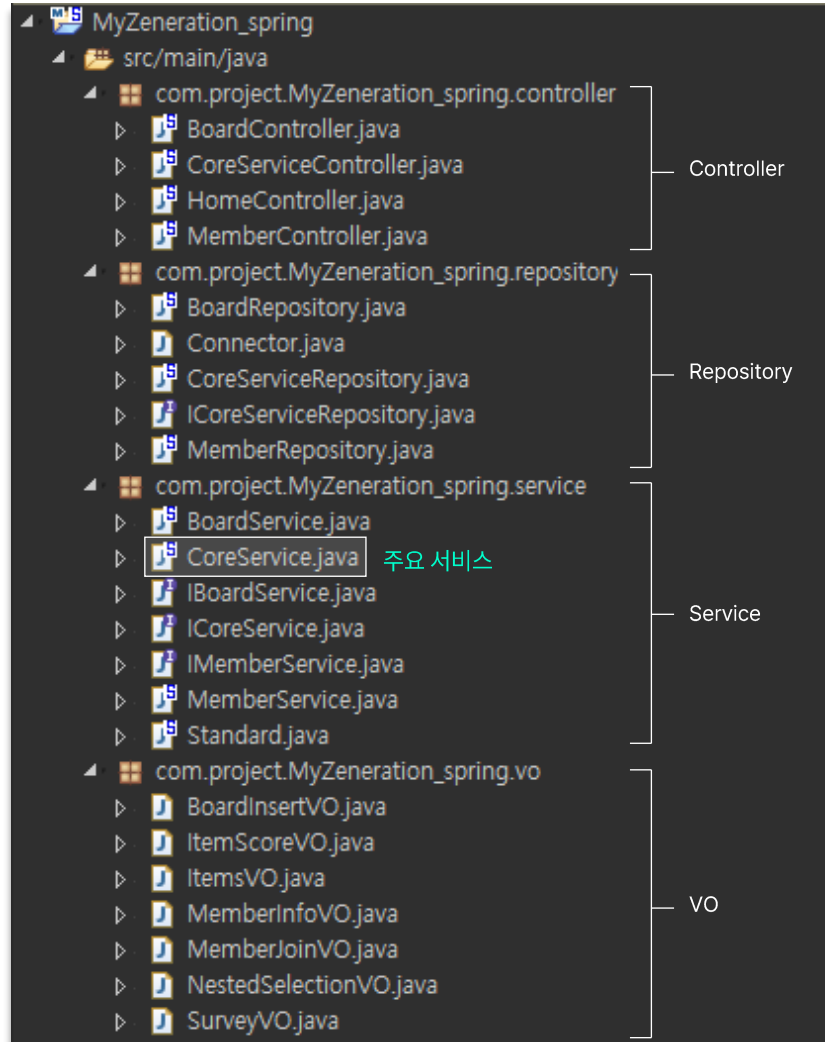 MyZeneration_spring
src/main/java
com.project.MyZeneration_spring.controller
BoardController.java
CoreServiceController.java
Controller
HomeController.java
MemberController.java
com.project.MyZeneration_spring.repository
BoardRepository.java
Connector.java
Repository
CoreServiceRepository.java
ICoreServiceRepository.java
MemberRepository.java
com.project.MyZeneration_spring.service
BoardService.java
CoreService.java 주요 서비스
IBoardService.java
ICoreService.java
Service
IMemberService.java
MemberService.java
Standard.java
com.project.MyZeneration_spring.vo
BoardInsertVO.java
ItemScoreVO.java
ItemsVO.java
VO
MemberInfoVO.java
MemberJoinVO.java
NestedSelectionVO.java
SurveyVO.java